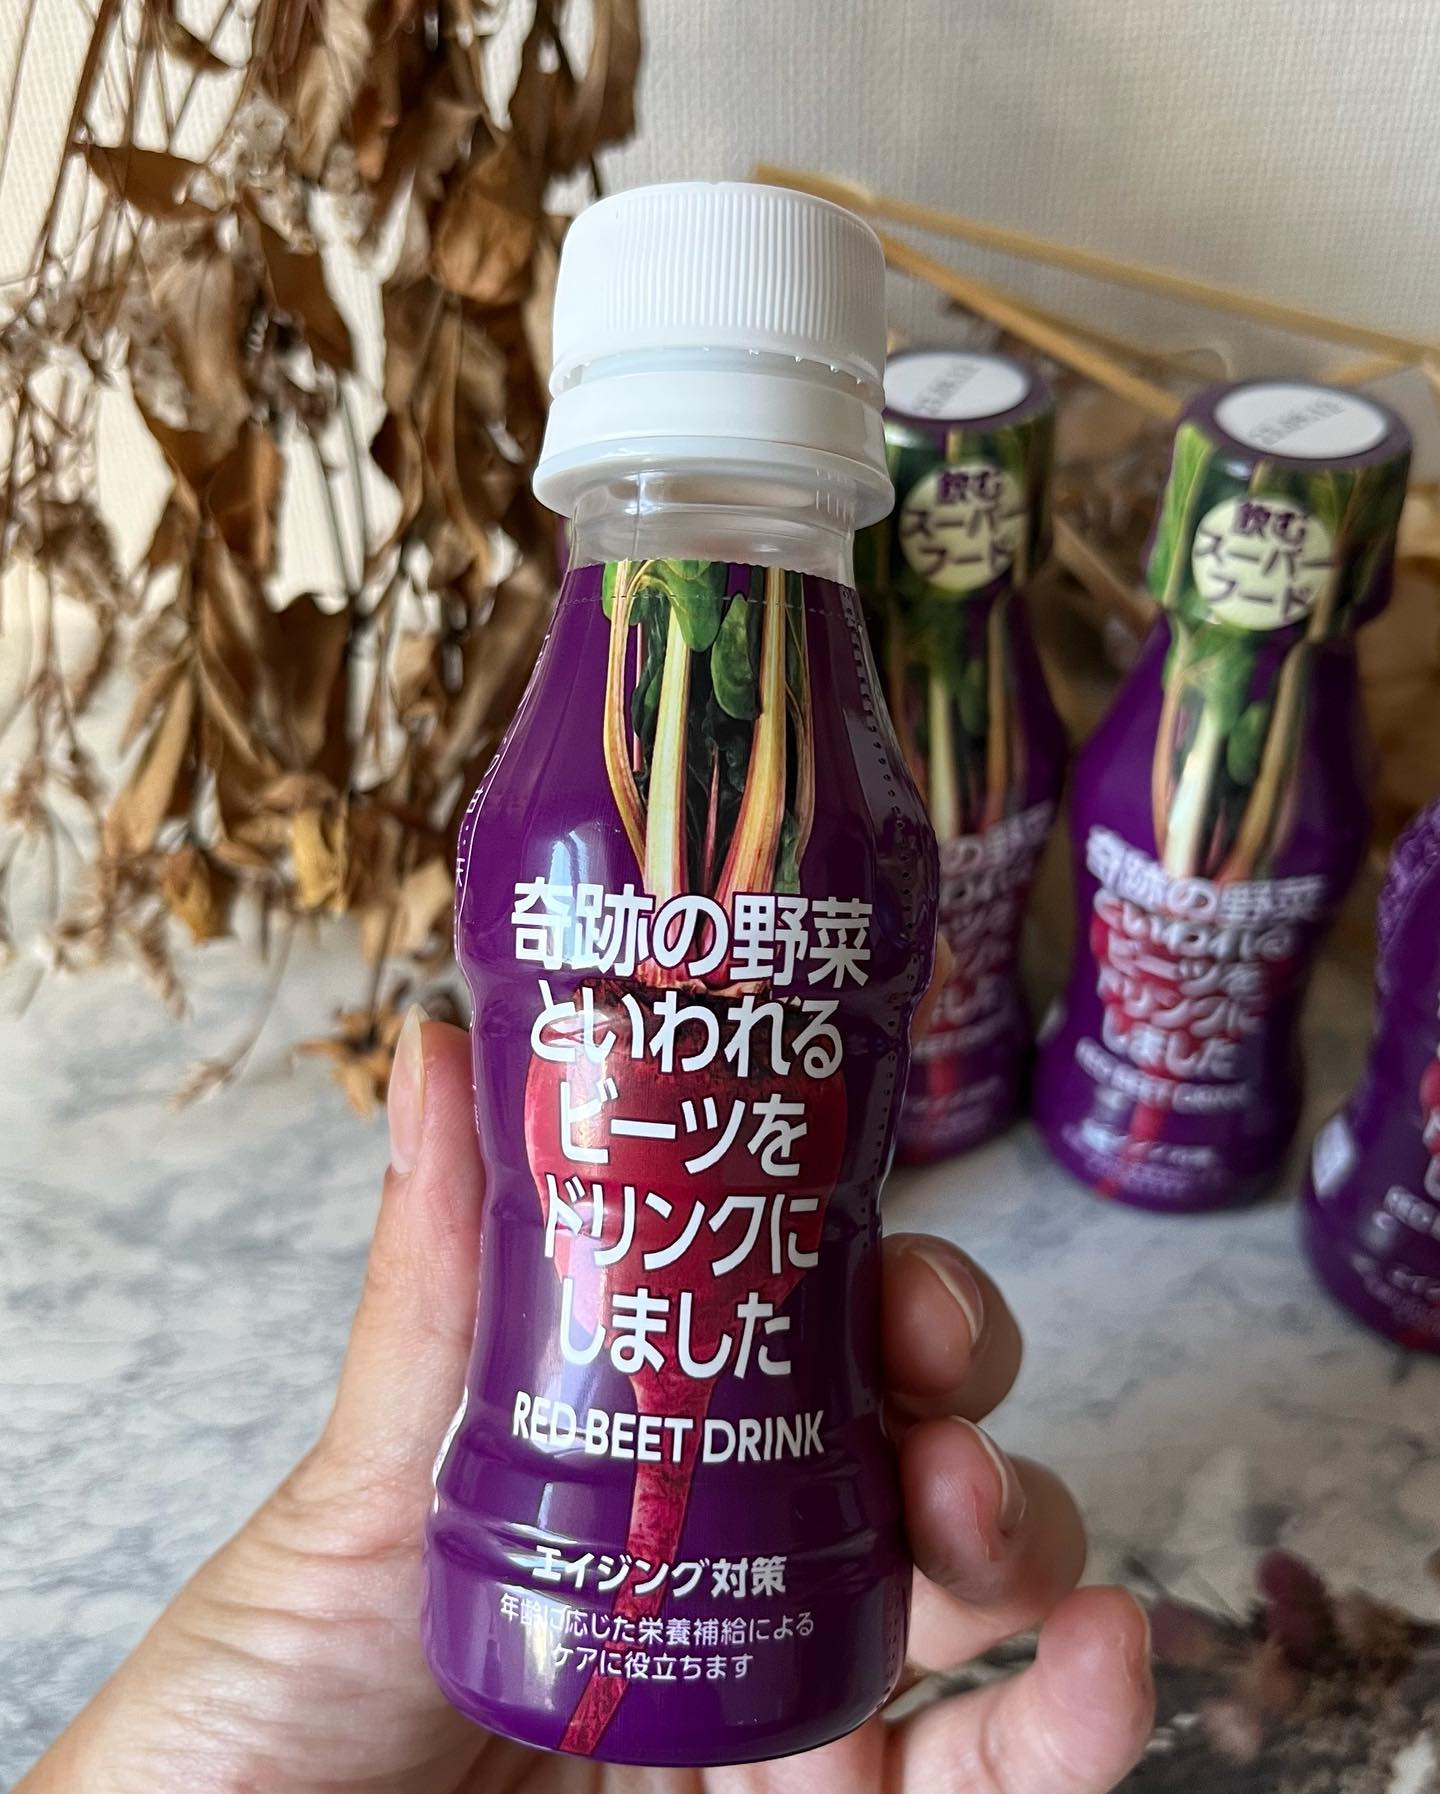 奇跡の野菜
といわれる
ビーツを
ドリンクに
しました
RED BEET DRINK
エイジング対策
年齢に応じた栄養補給による
ケアに役立ちます
飲む
スーパー
フード
飲む
スーパー
フード
奇跡の野菜
といわれる
ビーツを
ドリンクに
しました
RED BEET DRINK